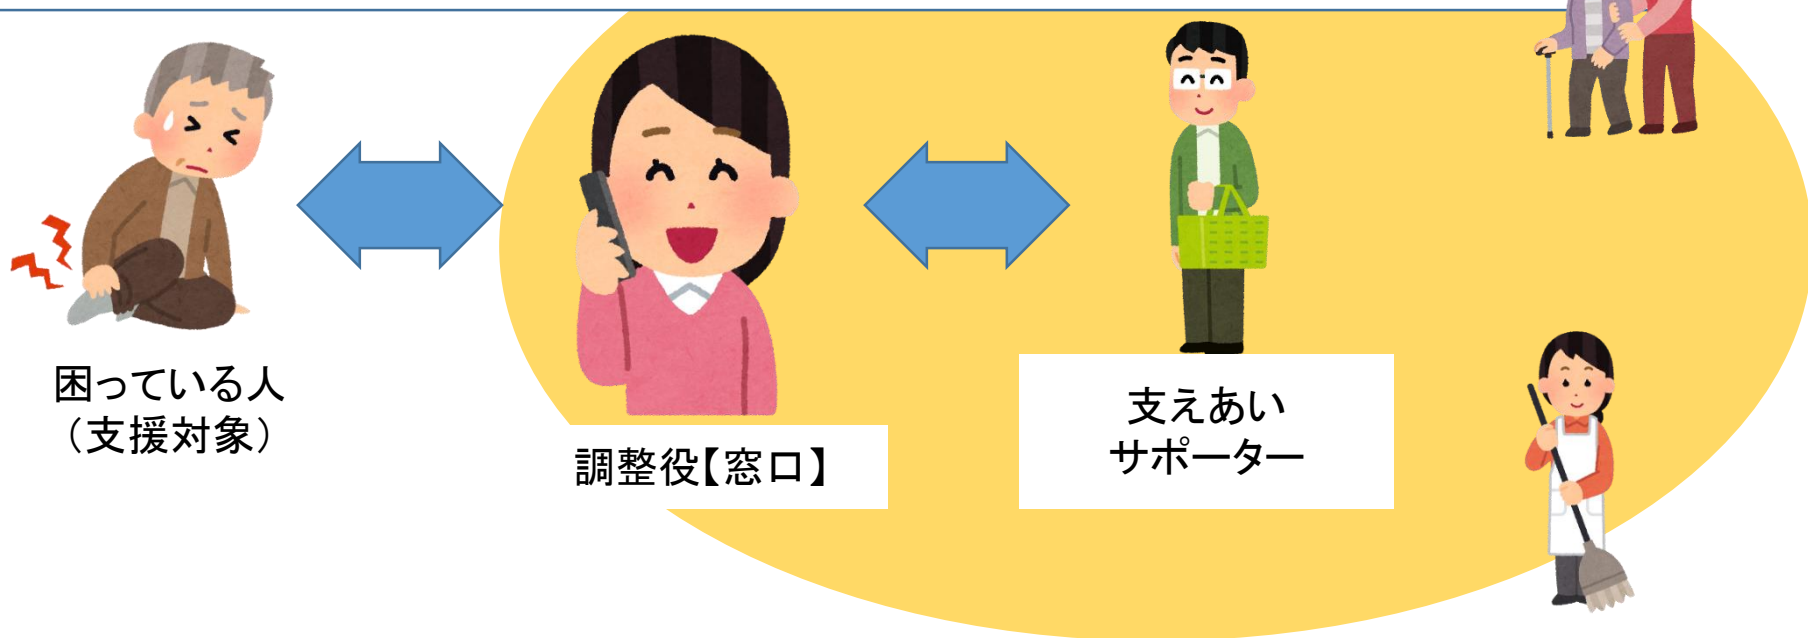 困っている人
（支援対象）
調整役【窓口】
支えあい
サポーター